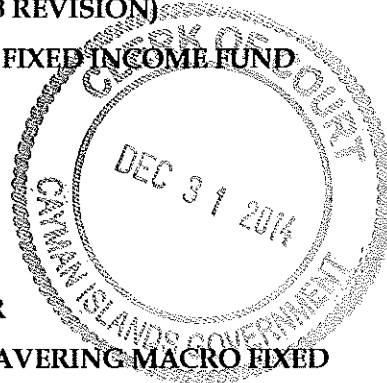 3 REVISION)
FIXED INCOME FUND
CLERK OF COURT
DEC 31 2014
CAYMAN ISLANDS GOVERNMENT
R
AVERING MACRO FIXED